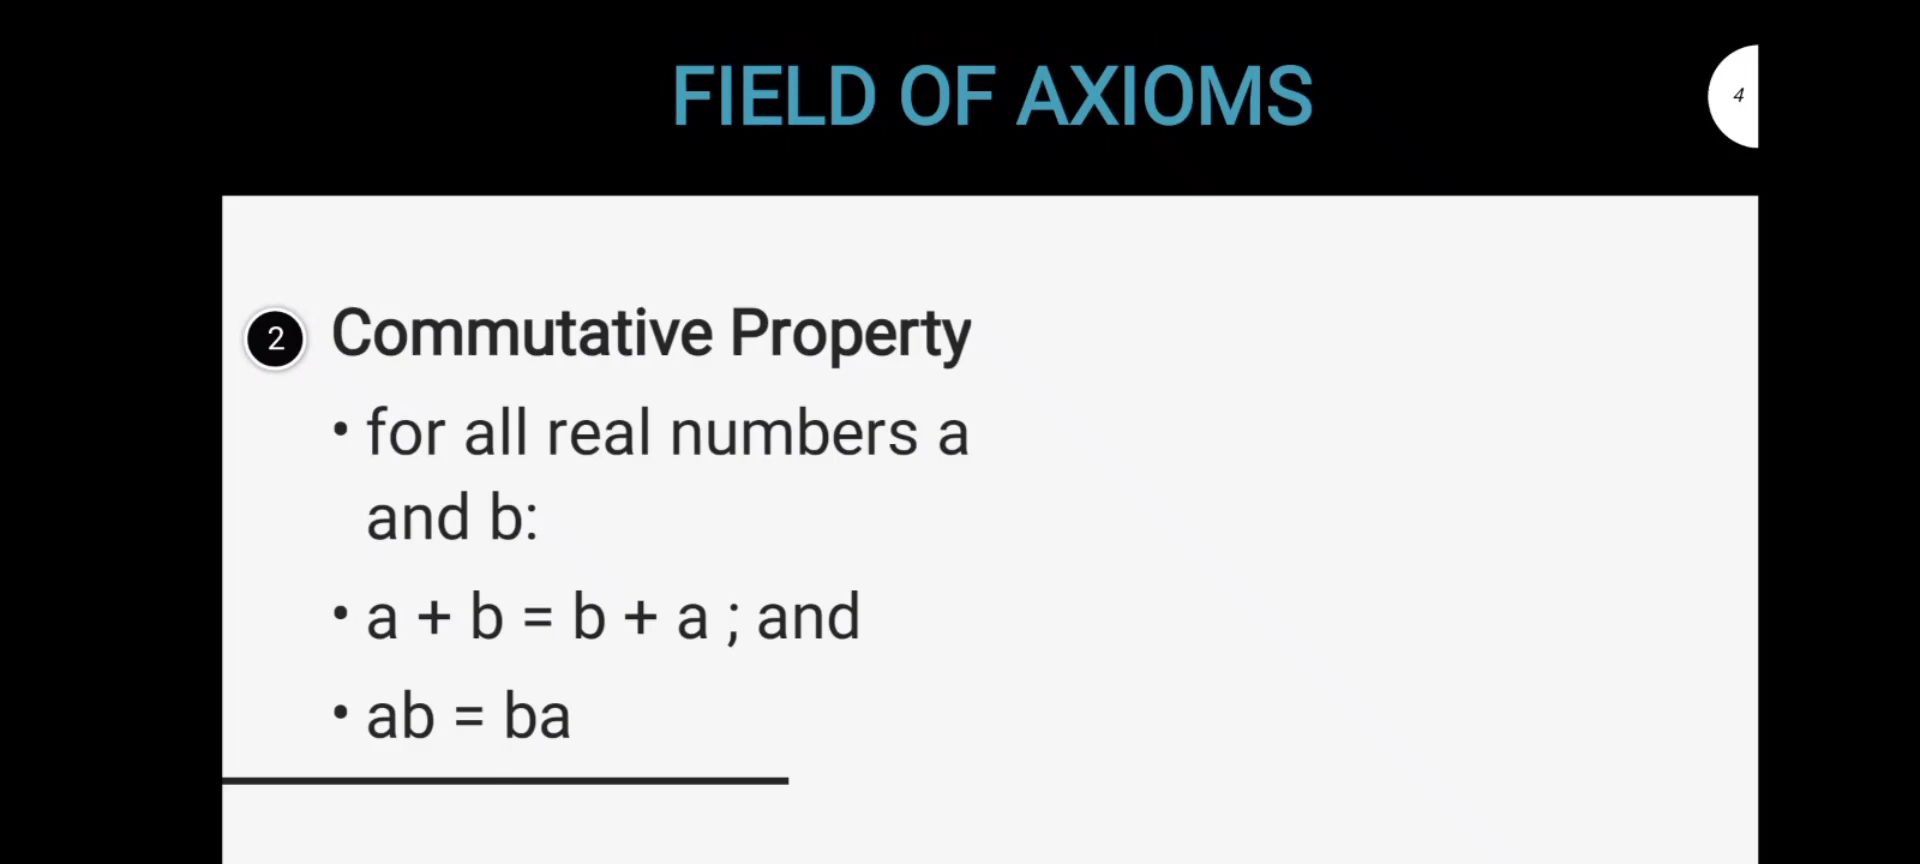 FIELD OF AXIOMS
4
2 Commutative Property
• for all real numbers a
and b:
• a + b = b + a ; and
• ab = ba